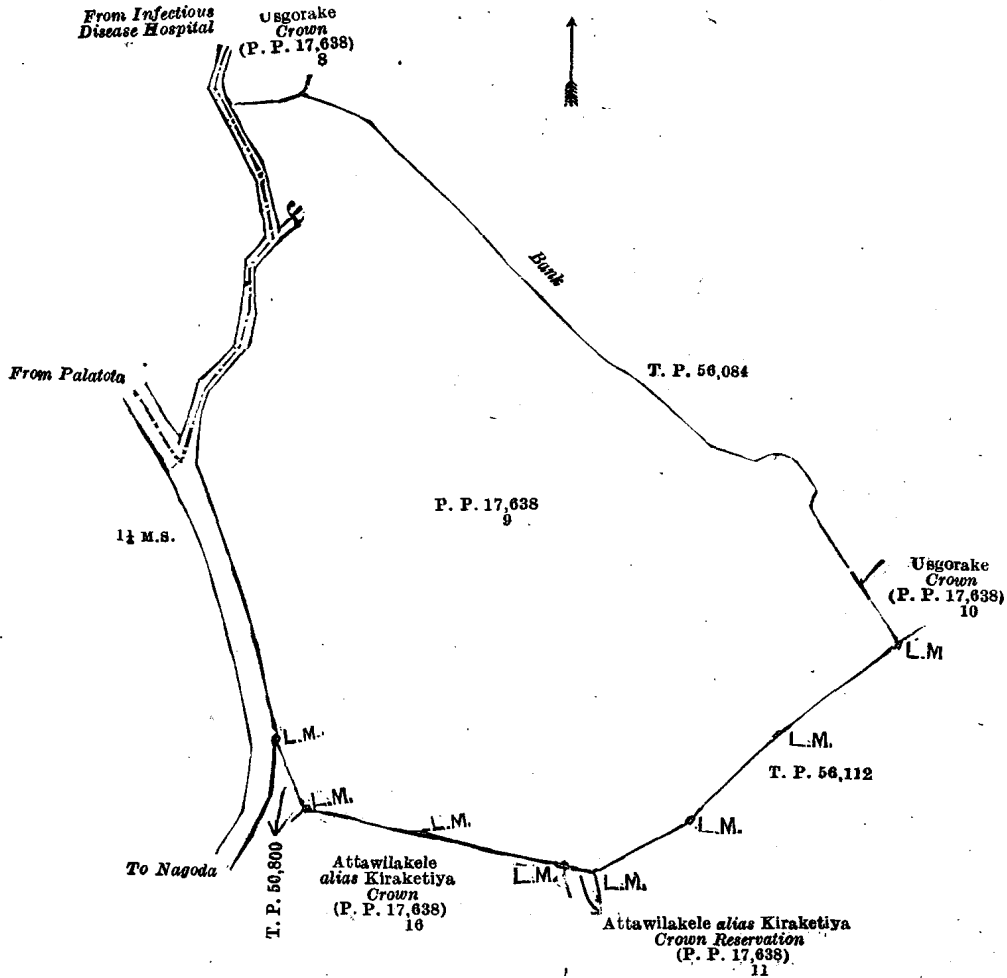 From Infectious
Disease Hospital
Usgorake
Crown
(P. P. 17,638)
8
Bank
T. P. 56,084
From Palatota
P. P. 17,638
9
1¼ M.S.
Usgorake
Crown
(P. P. 17,638)
10
L.M
L.M.
L.M.
T. P. 56,112
L.M.
L.M.
L.M.
L.M.
L.M.
To Nagoda
T. P. 50,800
Attawilakele
alias Kiraketiya
Crown
(P. P. 17,638)
16
Attawilakele alias Kiraketiya
Crown Reservation
(P. P. 17,638)
11